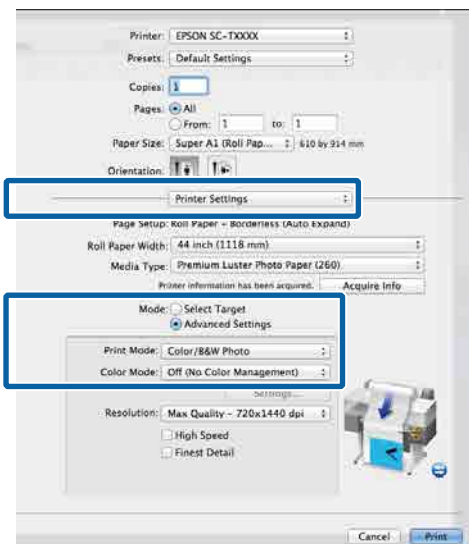 Printer: EPSON SC-TXXXX
Presets: Default Settings
Copies: 1
Pages: All
From: 1 to: 1
Paper Size: Super A1 (Roll Pap... 610 by 914 mm
Orientation:
Printer Settings
Page Setup: Roll Paper - Borderless (Auto Expand)
Roll Paper Width: 44 inch (1118 mm)
Media Type: Premium Luster Photo Paper (260)
Printer information has been acquired. Acquire Info
Mode: Select Target
Advanced Settings
Print Mode: Color/B&W Photo
Color Mode: Off (No Color Management)
Settings...
Resolution: Max Quality - 720x1440 dpi
High Speed
Finest Detail
Cancel Print